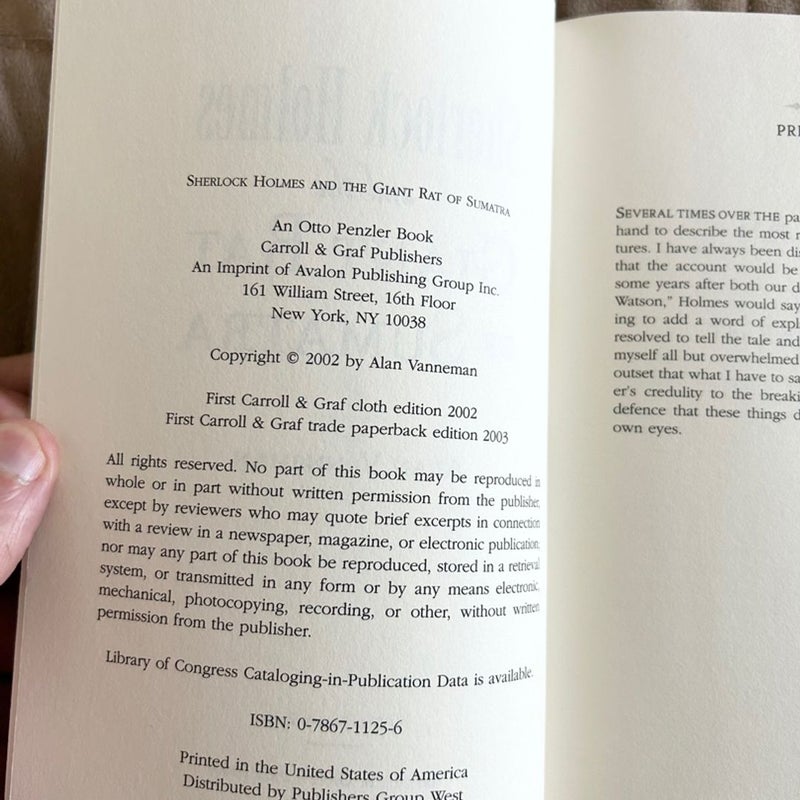 SHERLOCK HOLMES AND THE GIANT RAT OF SUMATRA
An Otto Penzler Book
Carroll & Graf Publishers
An Imprint of Avalon Publishing Group Inc.
161 William Street, 16th Floor
New York, NY 10038
Copyright © 2002 by Alan Vanneman
First Carroll & Graf cloth edition 2002
First Carroll & Graf trade paperback edition 2003
All rights reserved. No part of this book may be reproduced in
whole or in part without written permission from the publisher,
except by reviewers who may quote brief excerpts in connection
with a review in a newspaper, magazine, or electronic publication;
nor may any part of this book be reproduced, stored in a retrieval
system, or transmitted in any form or by any means electronic,
mechanical, photocopying, recording, or other, without written
permission from the publisher.
Library of Congress Cataloging-in-Publication Data is available.
ISBN: 0-7867-1125-6
Printed in the United States of America
Distributed by Publishers Group West
PRE
SEVERAL TIMES OVER THE pa
hand to describe the most r
tures. I have always been dis
that the account would be
some years after both our d
Watson,” Holmes would say
ing to add a word of expl
resolved to tell the tale and
myself all but overwhelmed
outset that what I have to sa
er's credulity to the breaki
defence that these things d
own eyes.